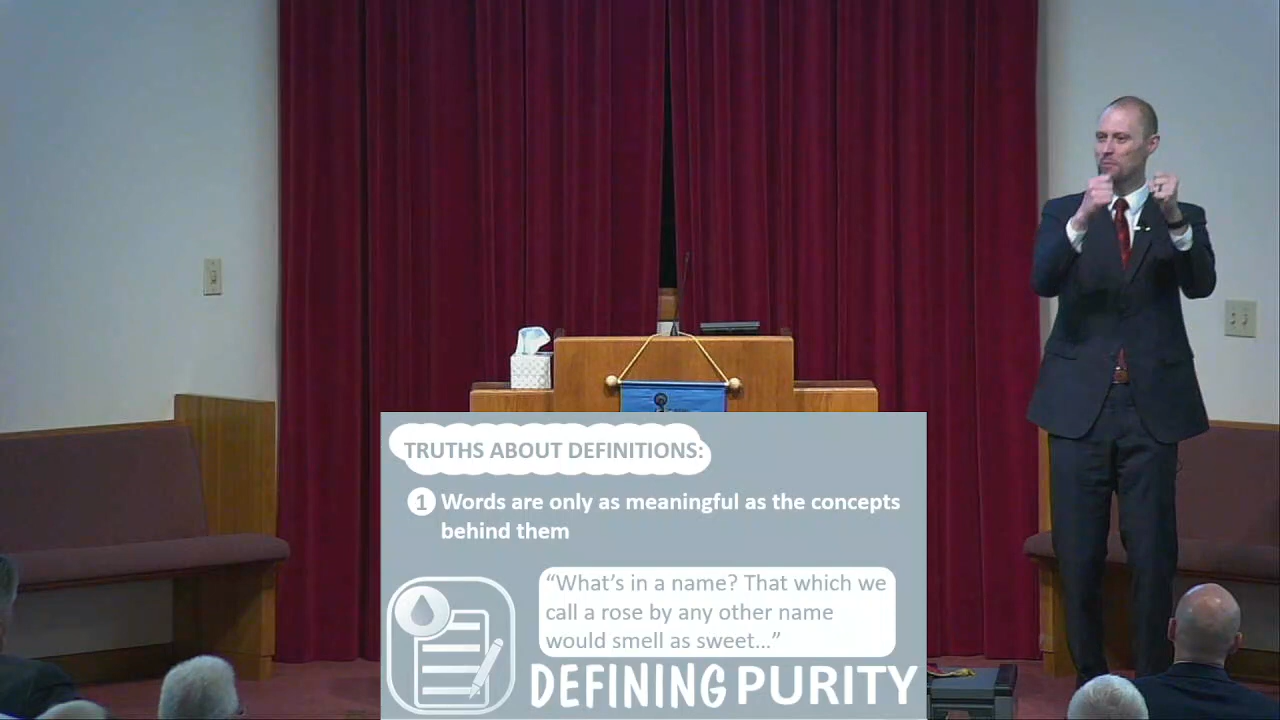 TRUTHS ABOUT DEFINITIONS:
1 Words are only as meaningful as the concepts
behind them
“What’s in a name? That which we
call a rose by any other name
would smell as sweet…”
DEFINING PURITY